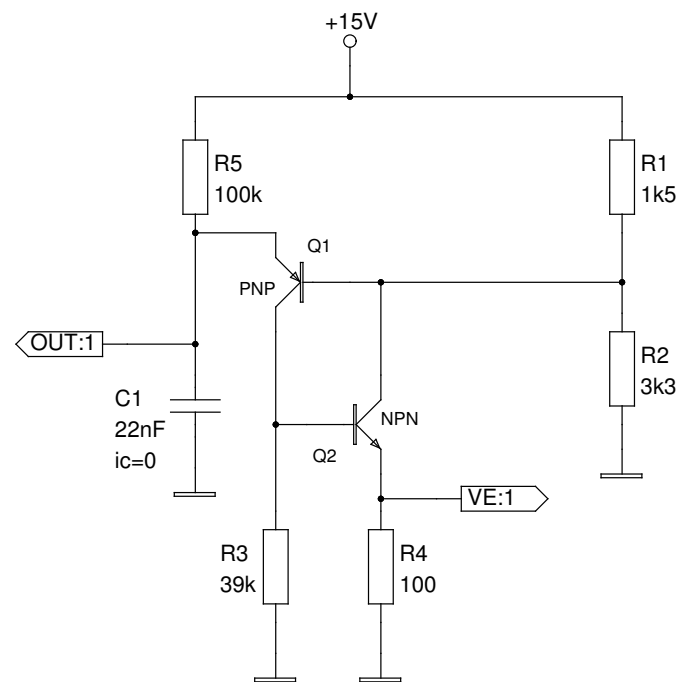 +15V
R5
100k
R1
1k5
Q1
PNP
OUT:1
R2
3k3
C1
22nF
ic=0
NPN
Q2
VE:1
R3
39k
R4
100